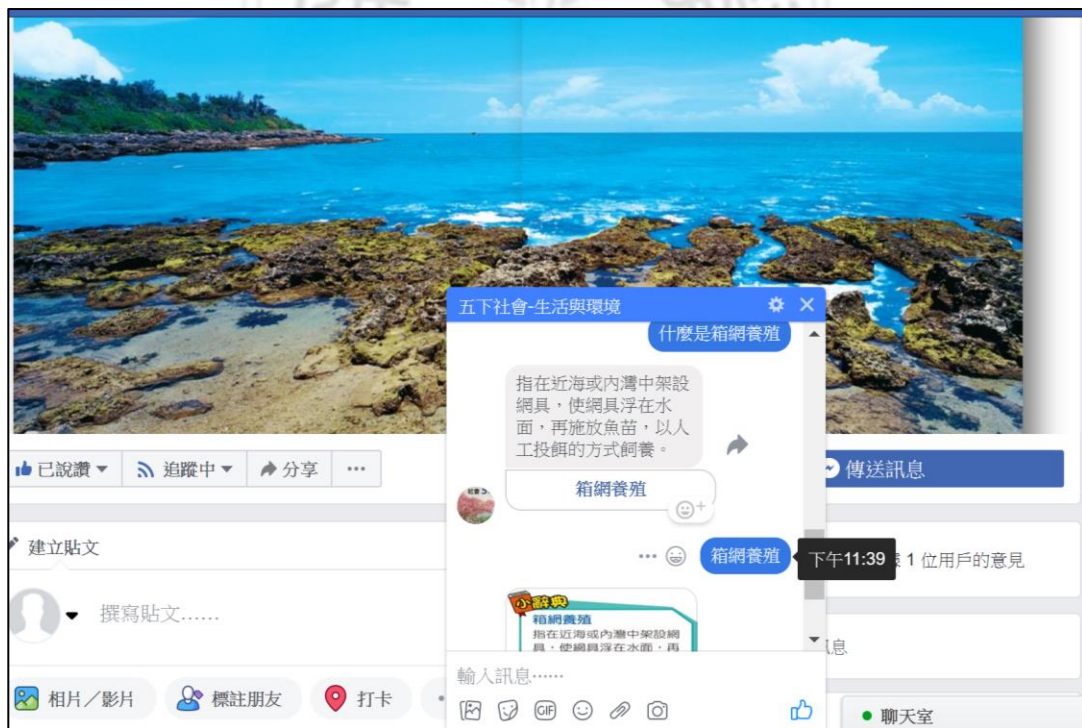 五下社會-生活與環境
什麼是箱網養殖
指在近海或內灣中架設
網具，使網具浮在水
面，再施放魚苗，以人
工投餌的方式飼養。
箱網養殖
箱網養殖
下午11:39
小辭典
箱網養殖
指在近海或內灣中架設網
具，使網具浮在水面，再
輸入訊息……
GIF
已說讚
追蹤中
分享
傳送訊息
建立貼文
1 位用戶的意見
撰寫貼文……
息
相片／影片
標註朋友
打卡
聊天室